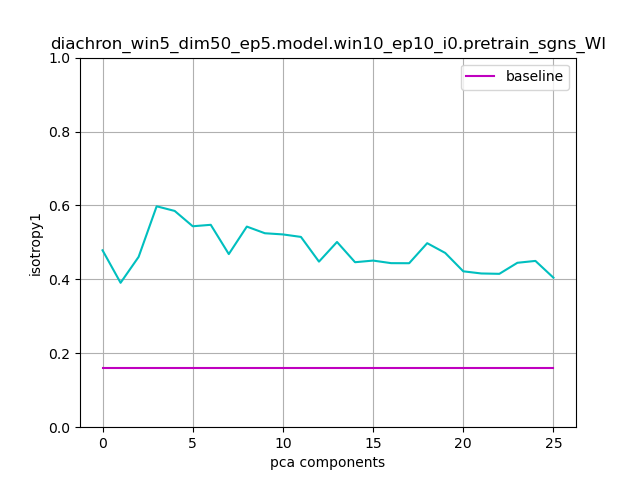 diachron_win5_dim50_ep5.model.win10_ep10_i0.pretrain_sgns_WI
baseline
1.0
0.8
0.6
0.4
0.2
0.0
isotropy1
0 5 10 15 20 25
pca components